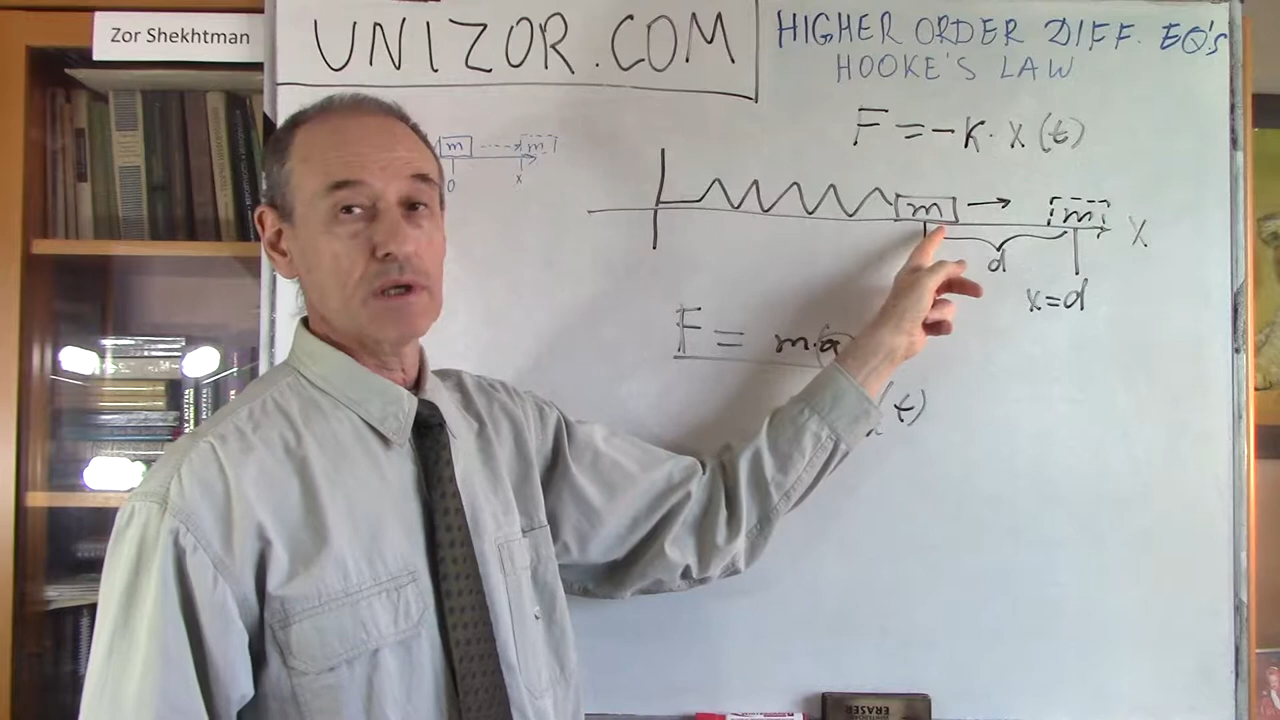 Zor Shekhtman
UNIZOR.COM
HIGHER ORDER DIFF. EQ'S
HOOKE'S LAW
F = -K · x(t)
m m
0 x
m m
X
d
x=d
F = m·a
(t)
ERASER